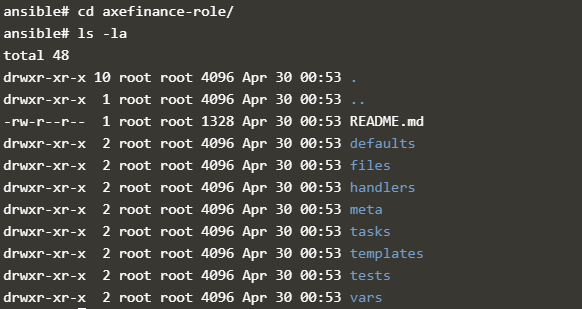 ansible# cd axefinance-role/
ansible# ls -la
total 48
drwxr-xr-x 10 root root 4096 Apr 30 00:53 .
drwxr-xr-x  1 root root 4096 Apr 30 00:53 ..
-rw-r--r--  1 root root 1328 Apr 30 00:53 README.md
drwxr-xr-x  2 root root 4096 Apr 30 00:53 defaults
drwxr-xr-x  2 root root 4096 Apr 30 00:53 files
drwxr-xr-x  2 root root 4096 Apr 30 00:53 handlers
drwxr-xr-x  2 root root 4096 Apr 30 00:53 meta
drwxr-xr-x  2 root root 4096 Apr 30 00:53 tasks
drwxr-xr-x  2 root root 4096 Apr 30 00:53 templates
drwxr-xr-x  2 root root 4096 Apr 30 00:53 tests
drwxr-xr-x  2 root root 4096 Apr 30 00:53 vars